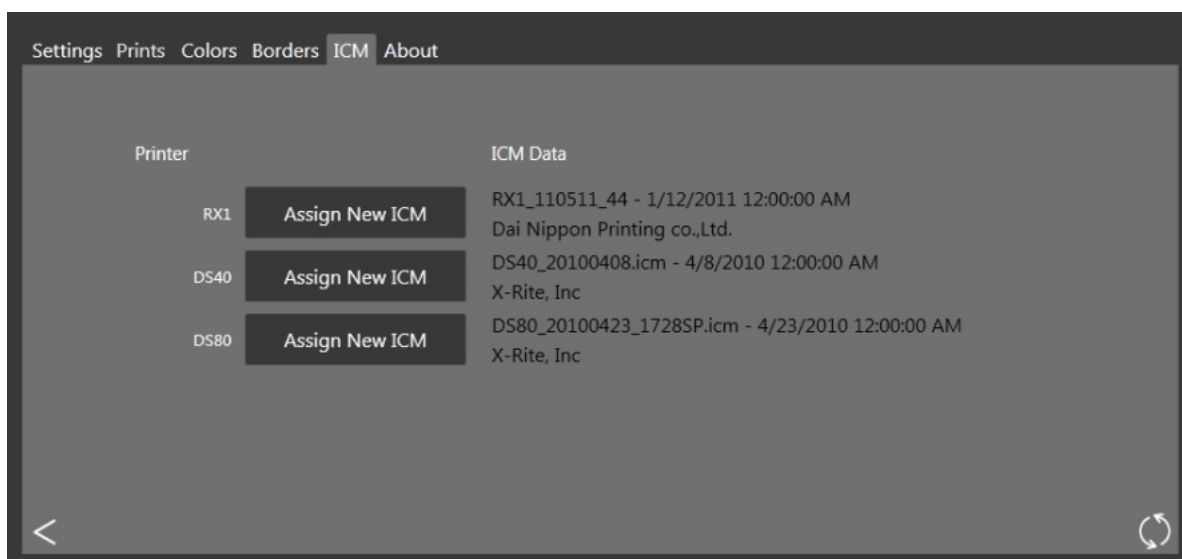 Settings Prints Colors Borders ICM About
Printer ICM Data
RX1 Assign New ICM RX1_110511_44 - 1/12/2011 12:00:00 AM
Dai Nippon Printing co.,Ltd.
DS40 Assign New ICM DS40_20100408.icm - 4/8/2010 12:00:00 AM
X-Rite, Inc
DS80 Assign New ICM DS80_20100423_1728SP.icm - 4/23/2010 12:00:00 AM
X-Rite, Inc